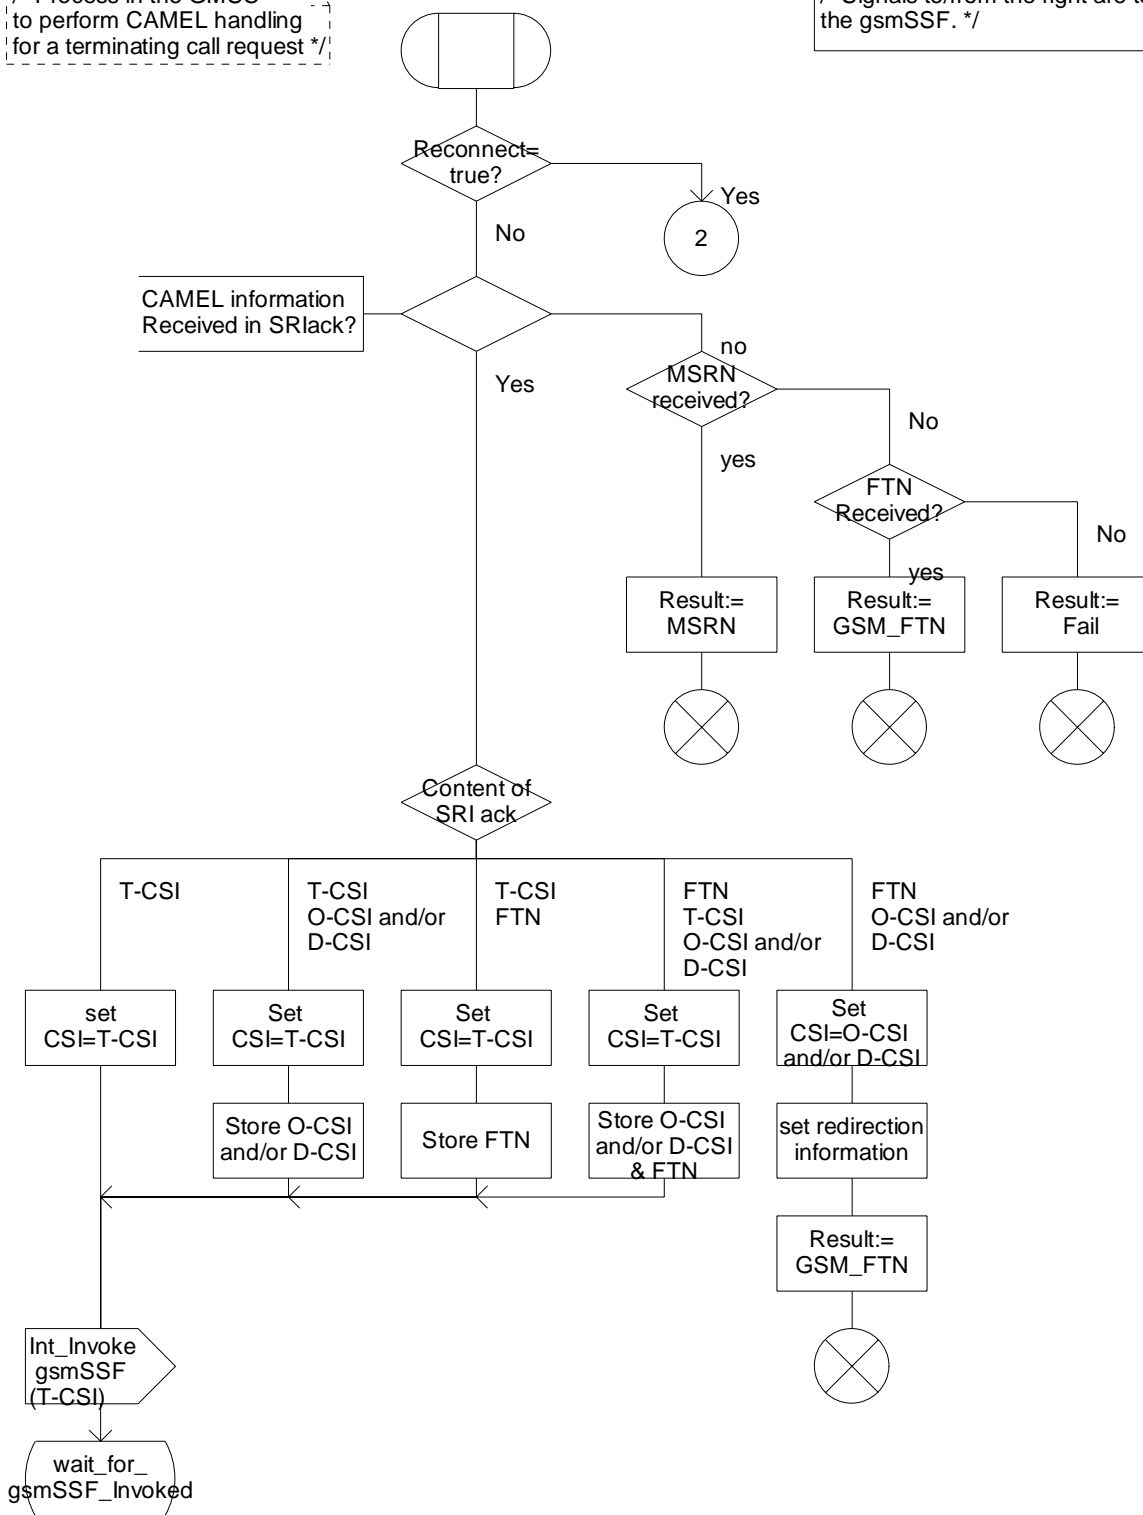 to perform CAMEL handling
for a terminating call request */
the gsmSSF. */
Reconnect=
true?
Yes
2
No
CAMEL information
Received in SRIack?
no
Yes
MSRN
received?
No
yes
FTN
Received?
No
yes
Result:=
MSRN
Result:=
GSM_FTN
Result:=
Fail
Content of
SRI ack
T-CSI
T-CSI
O-CSI and/or
D-CSI
T-CSI
FTN
FTN
T-CSI
O-CSI and/or
D-CSI
FTN
O-CSI and/or
D-CSI
set
CSI=T-CSI
Set
CSI=T-CSI
Set
CSI=T-CSI
Set
CSI=T-CSI
Set
CSI=O-CSI
and/or D-CSI
Store O-CSI
and/or D-CSI
Store FTN
Store O-CSI
and/or D-CSI
& FTN
set redirection
information
Result:=
GSM_FTN
Int_Invoke
gsmSSF
(T-CSI)
wait_for_
gsmSSF_Invoked